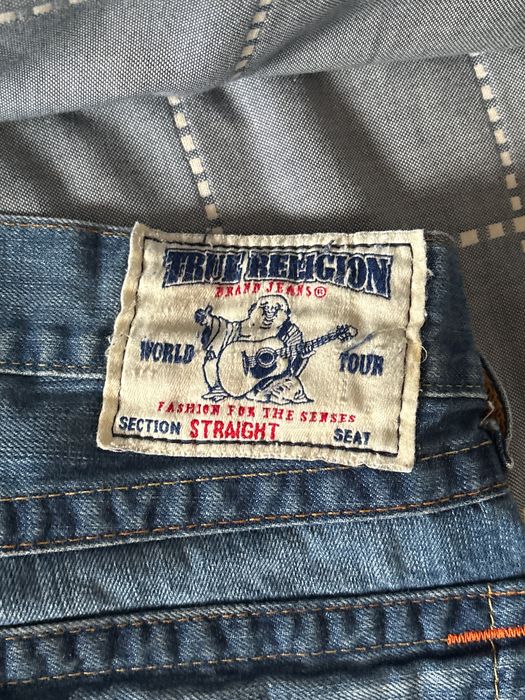 TRUE RELIGION
BRAND JEANS®
WORLD TOUR
FASHION FOR THE SENSES
SECTION STRAIGHT SEAT